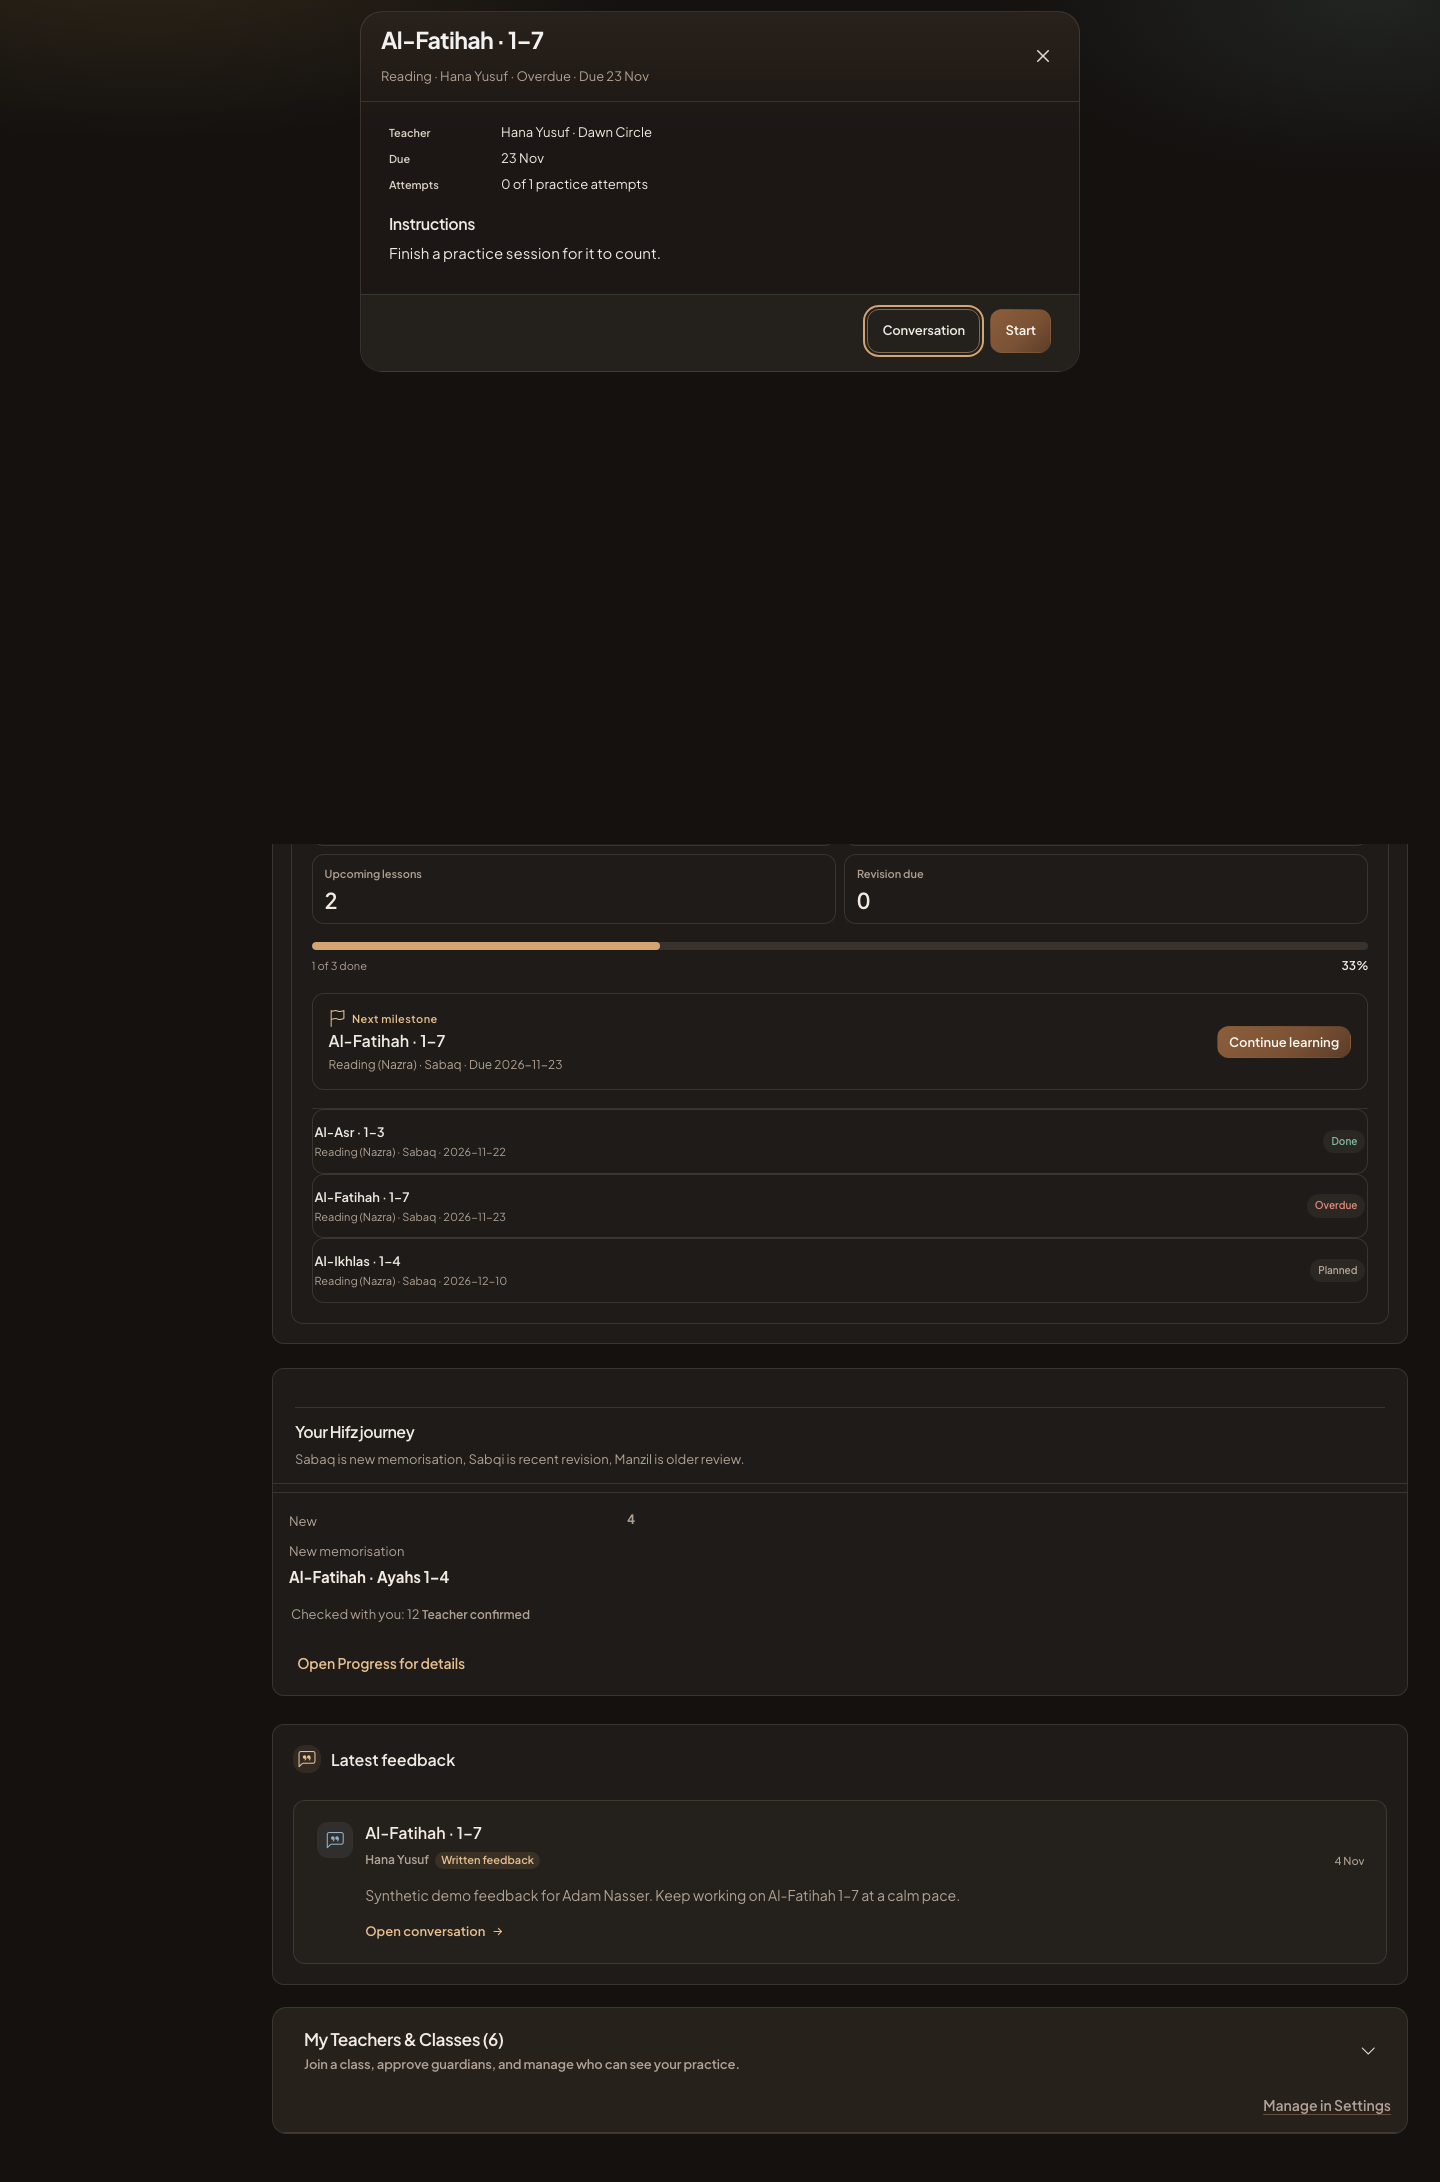 Al-Fatihah · 1–7
Reading · Hana Yusuf · Overdue · Due 23 Nov
Teacher Hana Yusuf · Dawn Circle
Due 23 Nov
Attempts 0 of 1 practice attempts
Instructions
Finish a practice session for it to count.
Conversation Start
Upcoming lessons Revision due
2 0
1 of 3 done 33%
Next milestone
Al-Fatihah · 1–7
Continue learning
Reading (Nazra) · Sabaq · Due 2026-11-23
Al-Asr · 1–3
Done
Reading (Nazra) · Sabaq · 2026-11-22
Al-Fatihah · 1–7
Overdue
Reading (Nazra) · Sabaq · 2026-11-23
Al-Ikhlas · 1–4
Planned
Reading (Nazra) · Sabaq · 2026-12-10
Your Hifz journey
Sabaq is new memorisation, Sabqi is recent revision, Manzil is older review.
New 4
New memorisation
Al-Fatihah · Ayahs 1–4
Checked with you: 12 Teacher confirmed
Open Progress for details
Latest feedback
Al-Fatihah · 1–7
Hana Yusuf Written feedback 4 Nov
Synthetic demo feedback for Adam Nasser. Keep working on Al-Fatihah 1–7 at a calm pace.
Open conversation →
My Teachers & Classes (6)
Join a class, approve guardians, and manage who can see your practice.
Manage in Settings